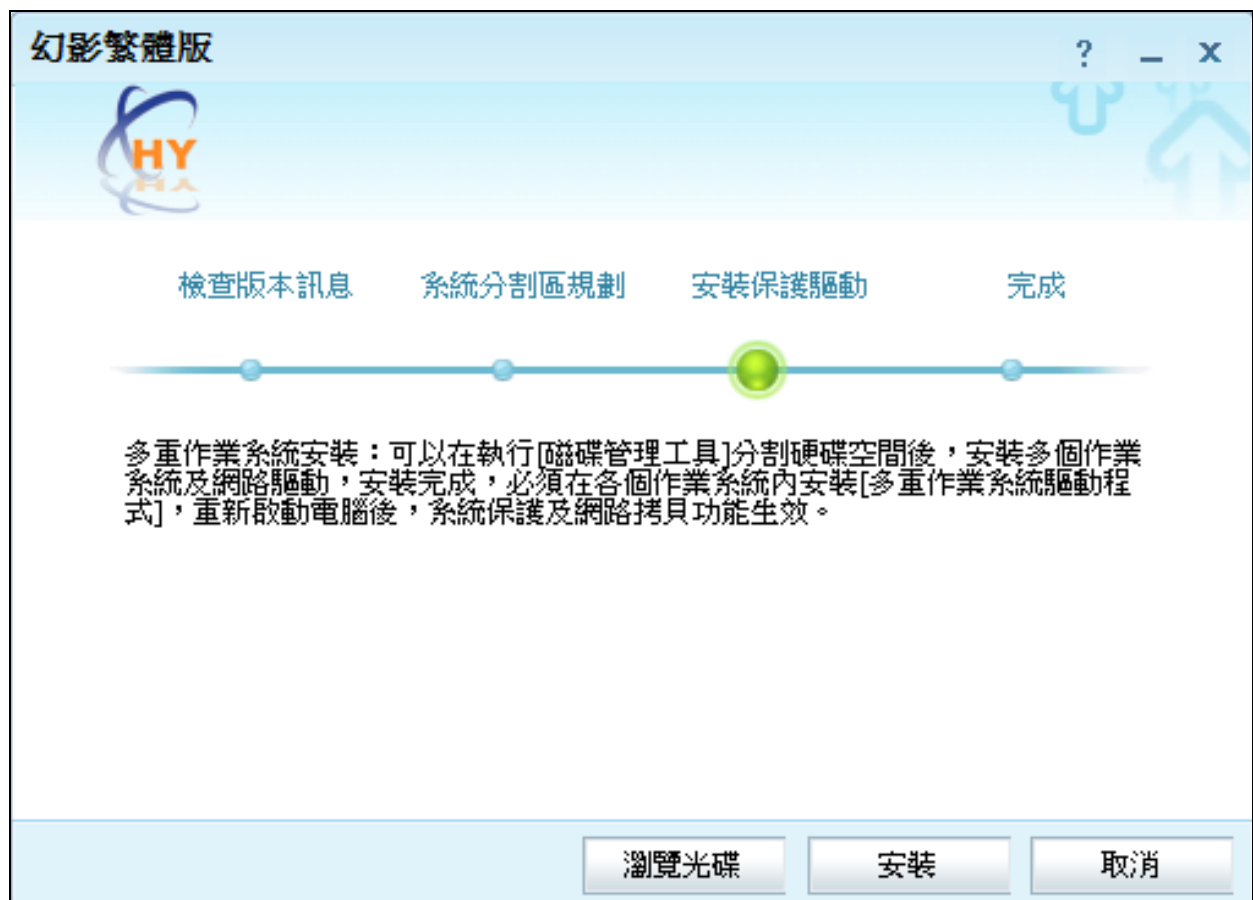 幻影繁體版
? _ x
HY
檢查版本訊息 系統分割區規劃 安裝保護驅動 完成
多重作業系統安裝：可以在執行[磁碟管理工具]分割硬碟空間後，安裝多個作業
系統及網路驅動，安裝完成，必須在各個作業系統內安裝[多重作業系統驅動程
式]，重新啟動電腦後，系統保護及網路拷貝功能生效。
瀏覽光碟 安裝 取消